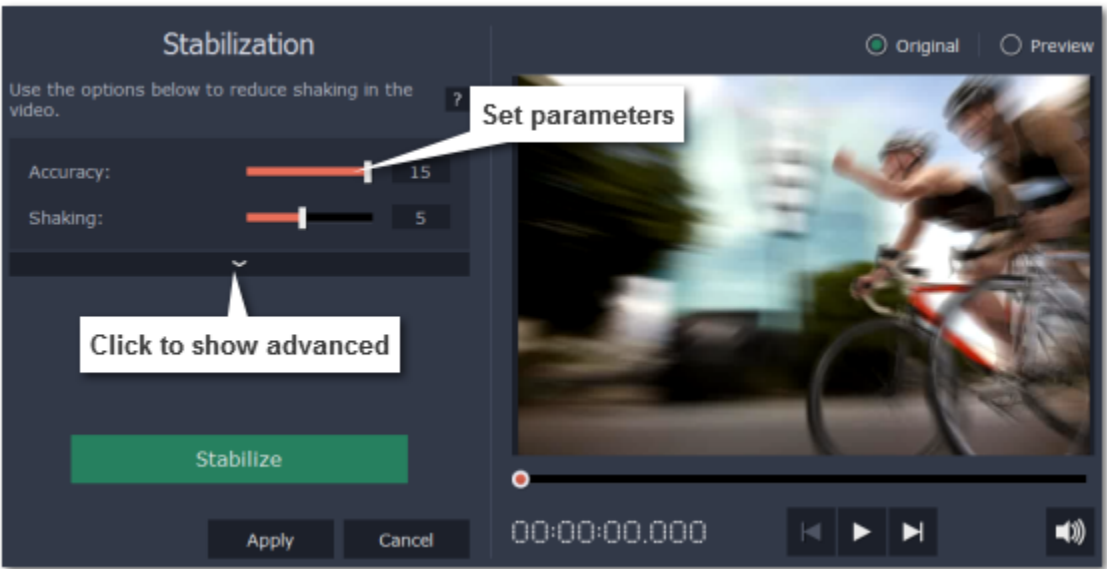 Stabilization
Use the options below to reduce shaking in the
video.
?
Set parameters
Accuracy:
15
Shaking:
5
Click to show advanced
Stabilize
Apply
Cancel
Original
Preview
00:00:00.000